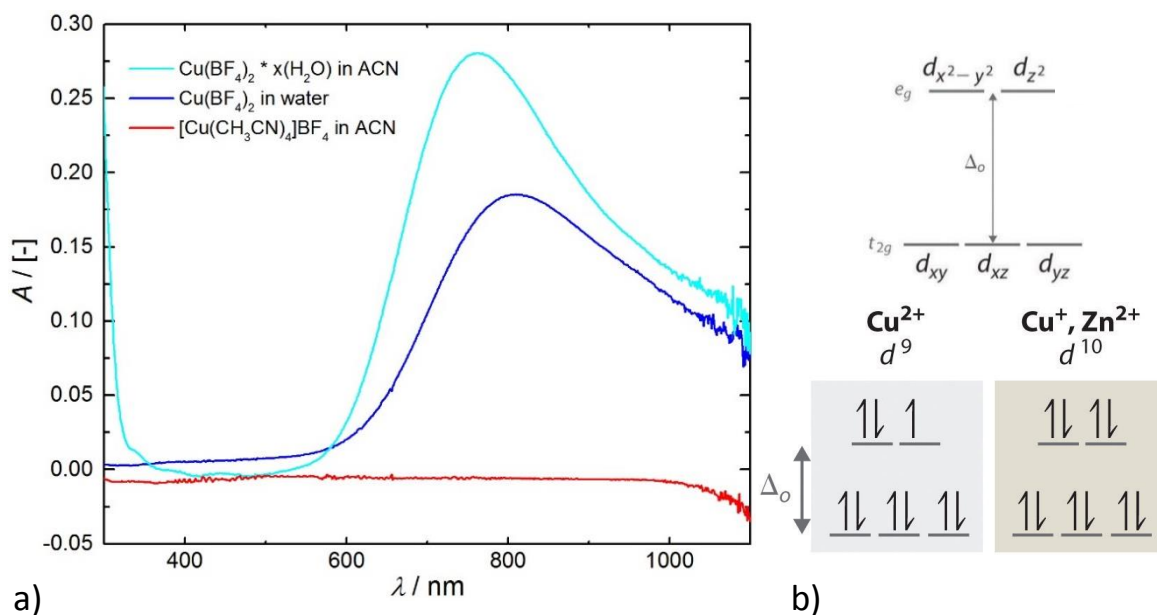 0.30
0.25
0.20
0.15
0.10
0.05
0.00
-0.05
A / [-]
Cu(BF₄)₂ * x(H₂O) in ACN
Cu(BF₄)₂ in water
[Cu(CH₃CN)₄]BF₄ in ACN
400 600 800 1000
λ / nm
a)
dx²−y² dz²
eg
Δo
t2g
dxy dxz dyz
Cu²⁺ Cu⁺, Zn²⁺
d⁹ d¹⁰
Δo
b)